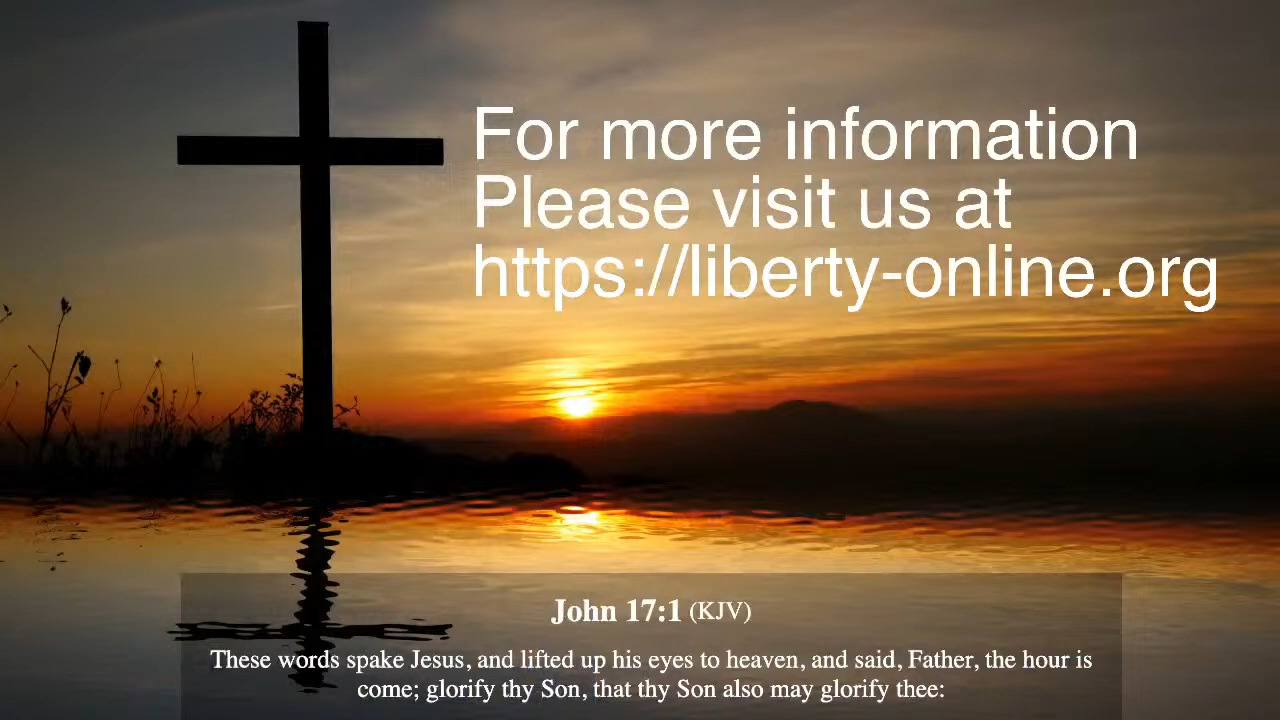 For more information
Please visit us at
https://liberty-online.org
John 17:1 (KJV)
These words spake Jesus, and lifted up his eyes to heaven, and said, Father, the hour is
come; glorify thy Son, that thy Son also may glorify thee: